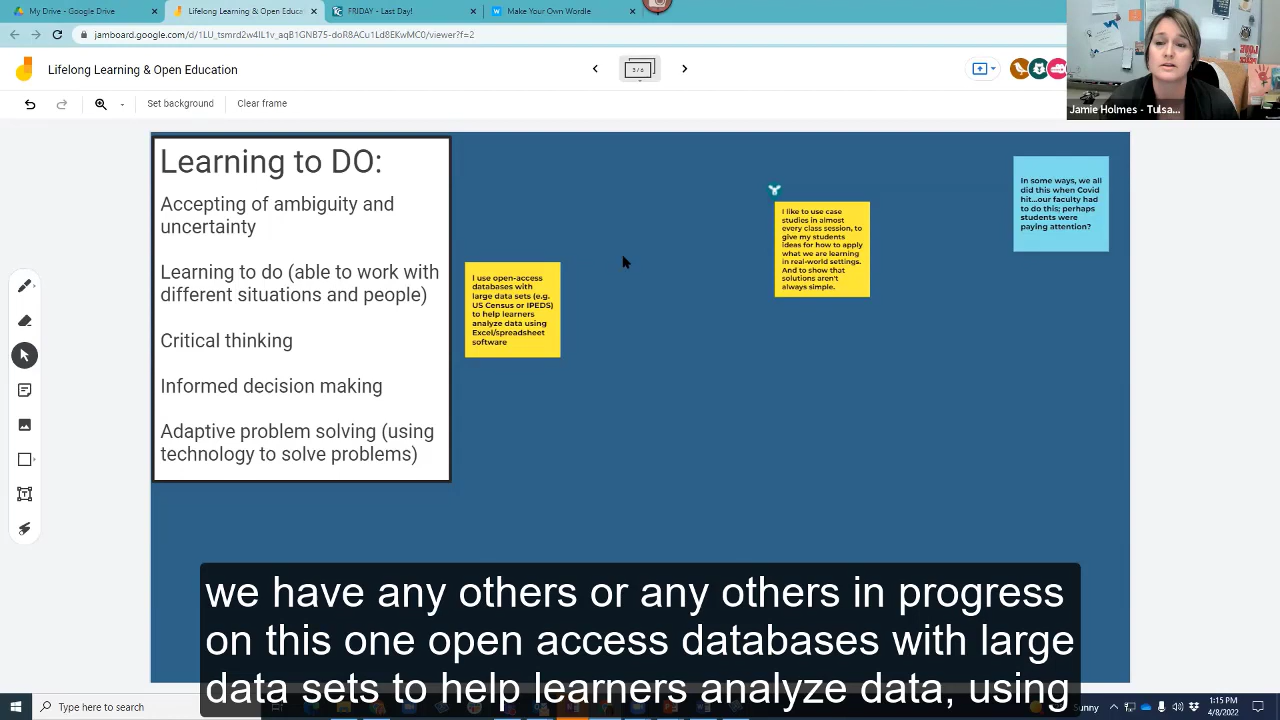 My Drive - Google Drive
Lifelong Learning & Open Educa
FRIDAY - Last Day!
Make Your Own Wordle
jamboard.google.com/d/1LU_tsmrd2w4IL1v_aqB1GNB75-doR8ACu1Ld8EKwMC0/viewer?f=2
Lifelong Learning & Open Education
Set background
Clear frame
Jamie Holmes - Tulsa...
Learning to DO:
Accepting of ambiguity and
uncertainty
Learning to do (able to work with
different situations and people)
Critical thinking
Informed decision making
Adaptive problem solving (using
technology to solve problems)
I use open-access
databases with
large data sets (e.g.
US Census or IPEDS)
to help learners
analyze data using
Excel/spreadsheet
software
I like to use case
studies in almost
every class session, to
give my students
ideas for how to apply
what we are learning
in real-world settings.
And to show that
solutions aren't
always simple.
In some ways, we all
did this when Covid
hit...our faculty had
to do this; perhaps
students were
paying attention?
we have any others or any others in progress
on this one open access databases with large
data sets to help learners analyze data, using
Type here to search
Sunny
1:15 PM
4/8/2022